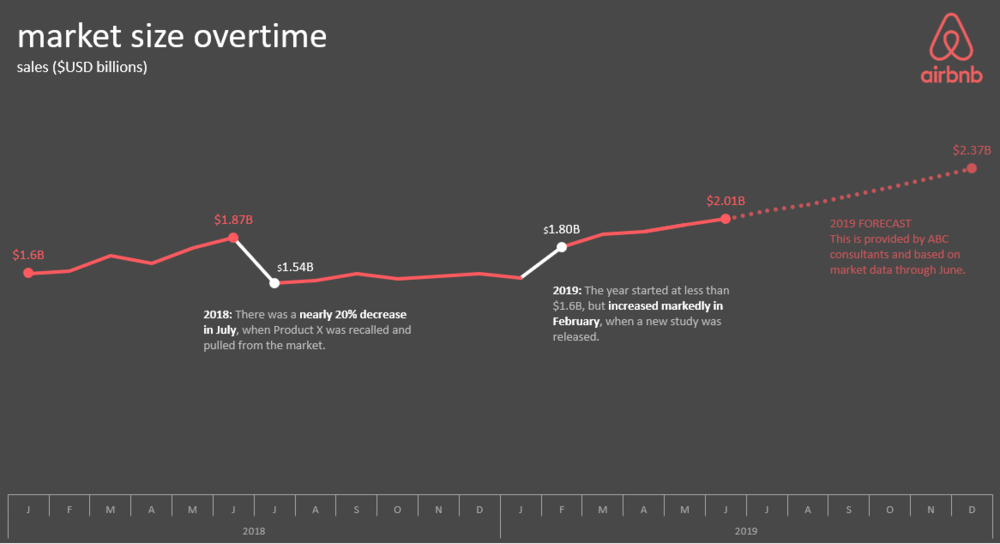 market size overtime
sales ($USD billions)
airbnb
$2.37B
$2.01B
$1.87B
$1.80B
$1.6B
$1.54B
2019 FORECAST
This is provided by ABC
consultants and based on
market data through June.
2018: There was a nearly 20% decrease
in July, when Product X was recalled and
pulled from the market.
2019: The year started at less than
$1.6B, but increased markedly in
February, when a new study was
released.
J F M A M J J A S O N D J F M A M J J A S O N D
2018 2019